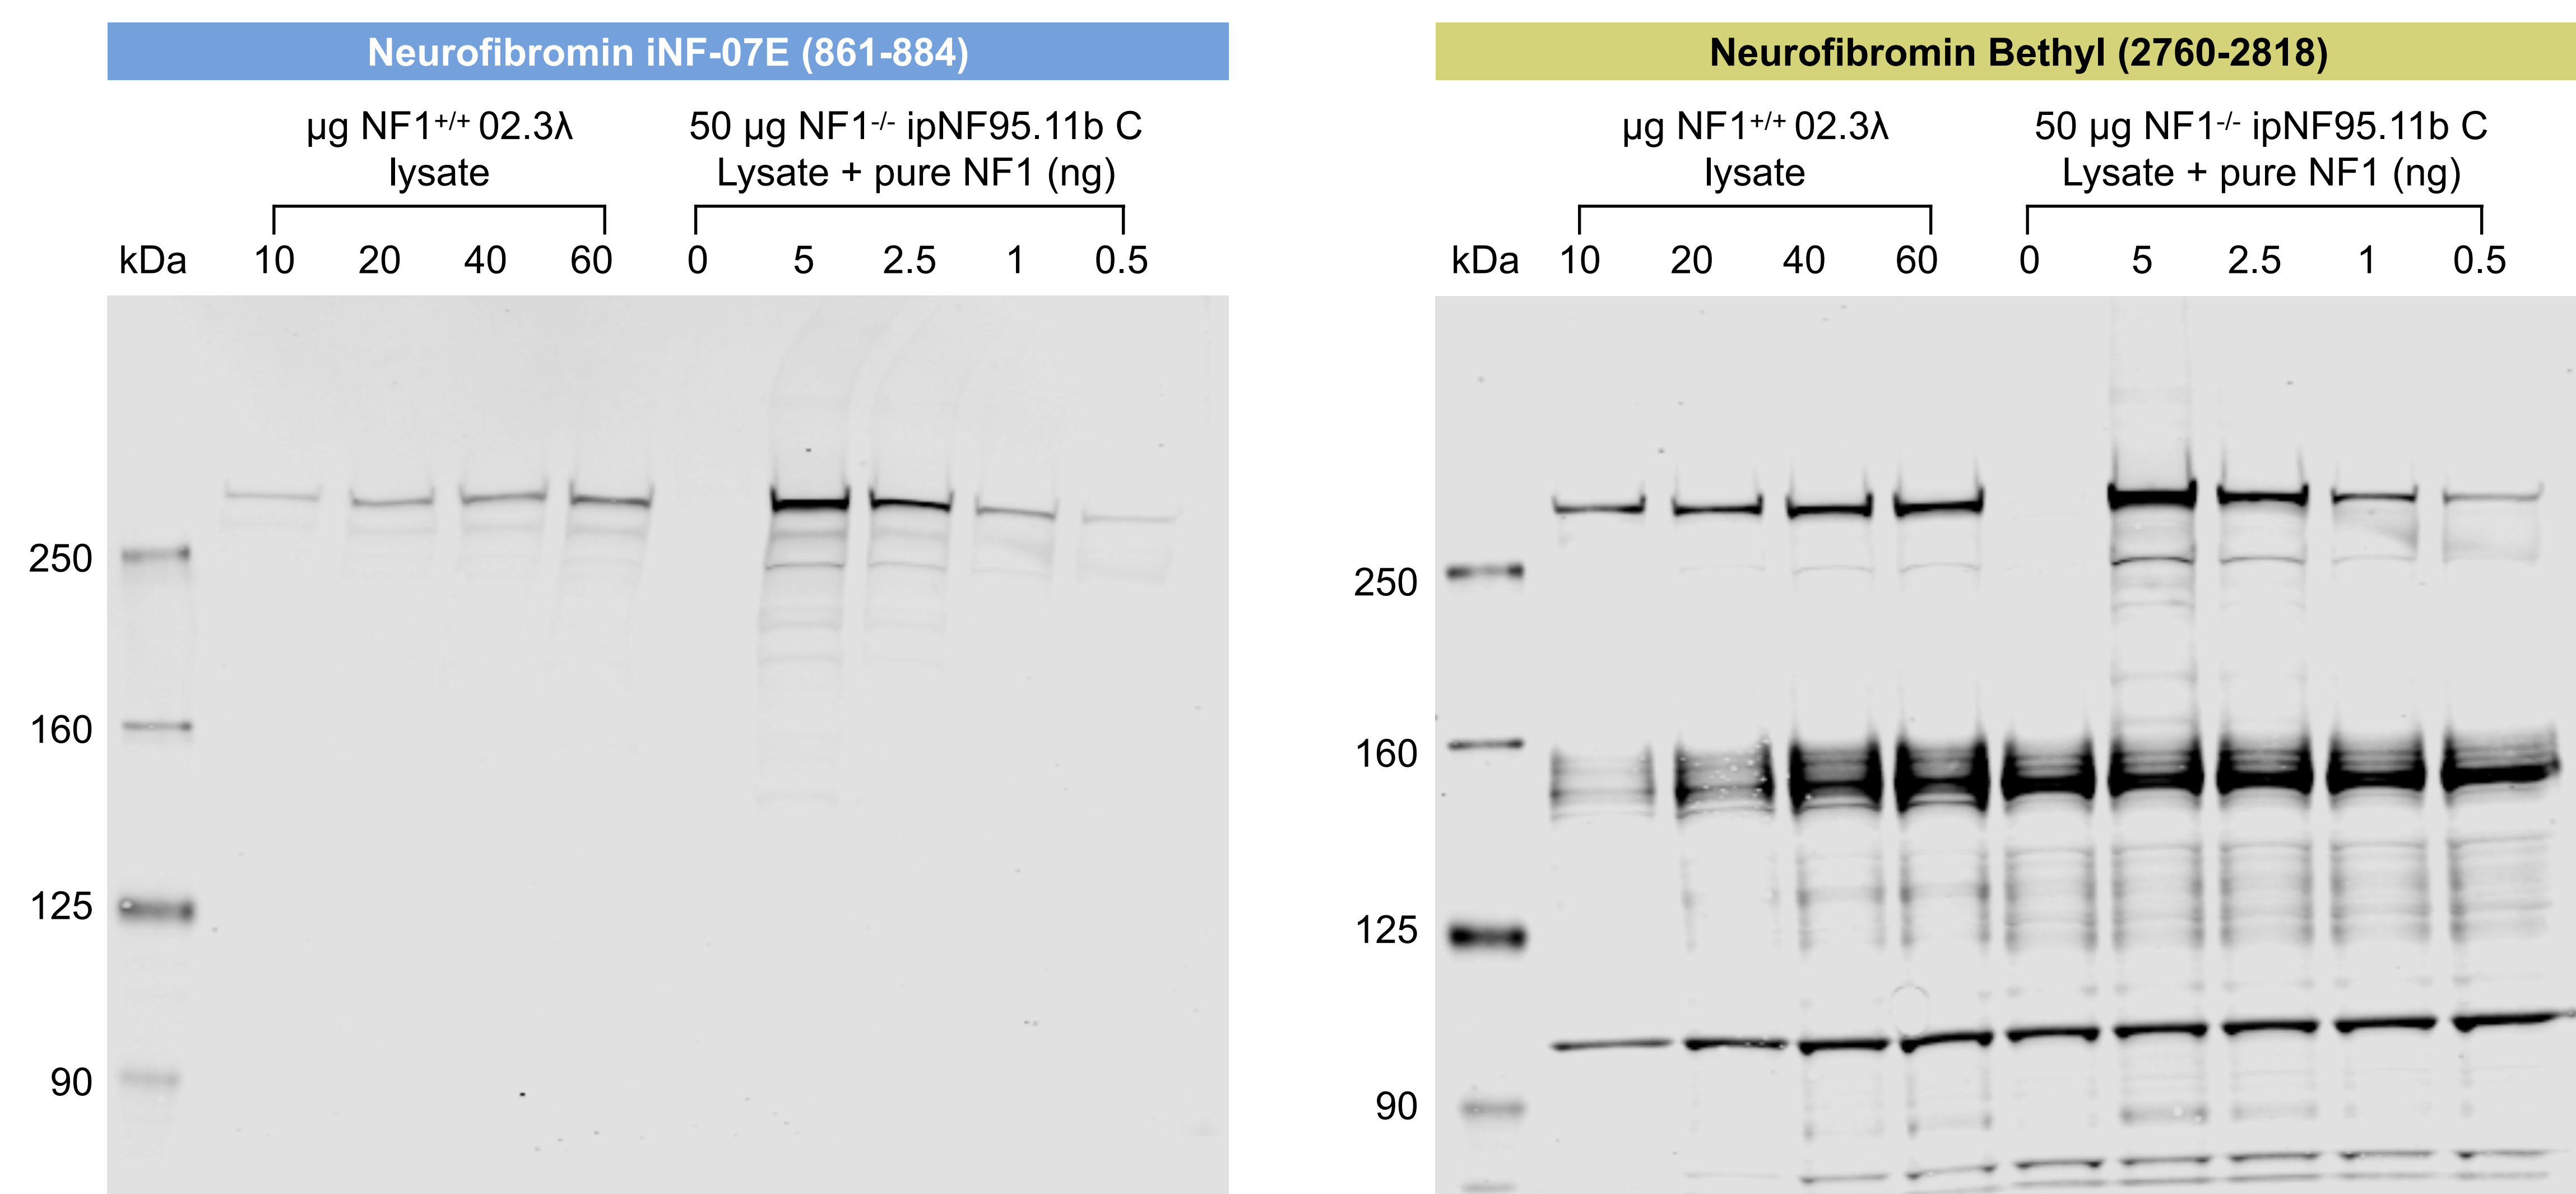 Neurofibromin iNF-07E (861-884)
µg NF1+/+ 02.3λ
lysate
50 µg NF1-/- ipNF95.11b C
Lysate + pure NF1 (ng)
kDa 10 20 40 60 0 5 2.5 1 0.5
250
160
125
90
Neurofibromin Bethyl (2760-2818)
µg NF1+/+ 02.3λ
lysate
50 µg NF1-/- ipNF95.11b C
Lysate + pure NF1 (ng)
kDa 10 20 40 60 0 5 2.5 1 0.5
250
160
125
90